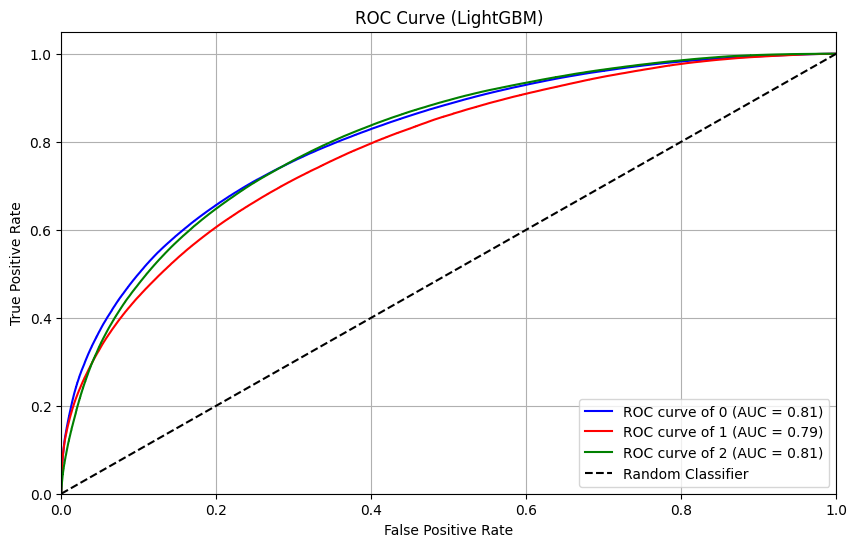 ROC Curve (LightGBM)
True Positive Rate
1.0
0.8
0.6
0.4
0.2
0.0
0.0
0.2
0.4
0.6
0.8
1.0
False Positive Rate
ROC curve of 0 (AUC = 0.81)
ROC curve of 1 (AUC = 0.79)
ROC curve of 2 (AUC = 0.81)
Random Classifier